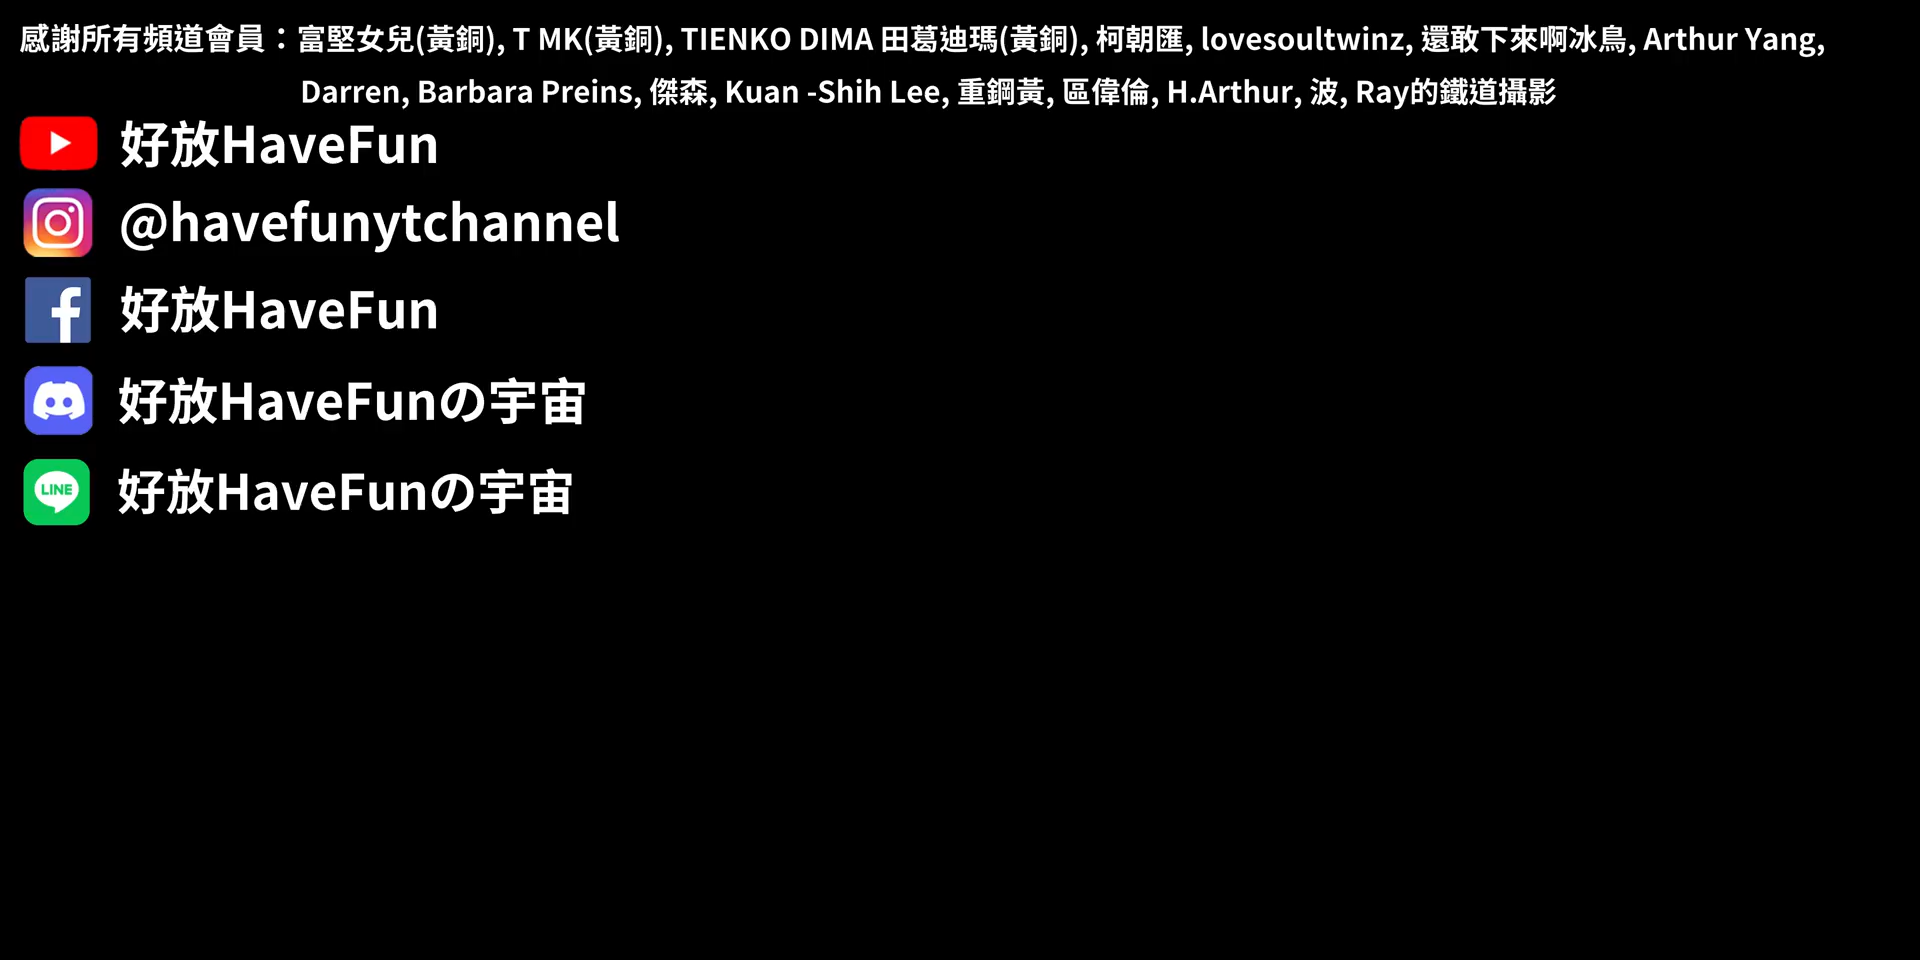 感謝所有頻道會員：富堅女兒(黃銅), T MK(黃銅), TIENKO DIMA 田葛迪瑪(黃銅), 柯朝匯, lovesoultwinz, 還敢下來啊冰鳥, Arthur Yang,
Darren, Barbara Preins, 傑森, Kuan -Shih Lee, 重鋼黃, 區偉倫, H.Arthur, 波, Ray的鐵道攝影
好放HaveFun
@havefunytchannel
好放HaveFun
好放HaveFunの宇宙
LINE 好放HaveFunの宇宙